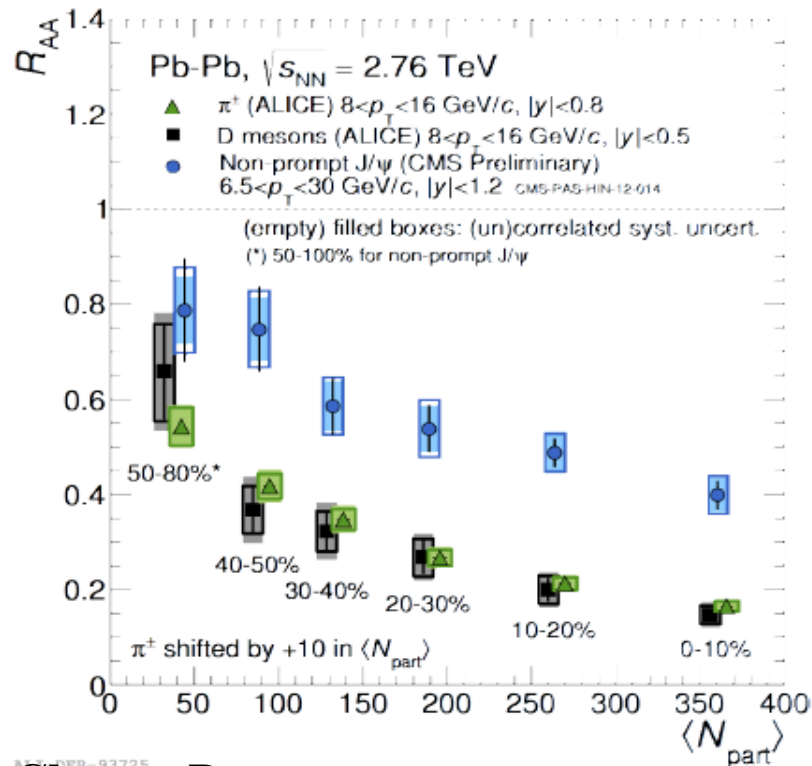 R_AA
1.4
1.2
1
0.8
0.6
0.4
0.2
0
Pb-Pb, √s_NN = 2.76 TeV
π± (ALICE) 8<p_T<16 GeV/c, |y|<0.8
D mesons (ALICE) 8<p_T<16 GeV/c, |y|<0.5
Non-prompt J/ψ (CMS Preliminary)
6.5<p_T<30 GeV/c, |y|<1.2 CMS-PAS-HIN-12-014
(empty) filled boxes: (un)correlated syst. uncert.
(*) 50-100% for non-prompt J/ψ
50-80%*
40-50%
30-40%
20-30%
10-20%
0-10%
π± shifted by +10 in ⟨N_part⟩
0 50 100 150 200 250 300 350 400
⟨N_part⟩